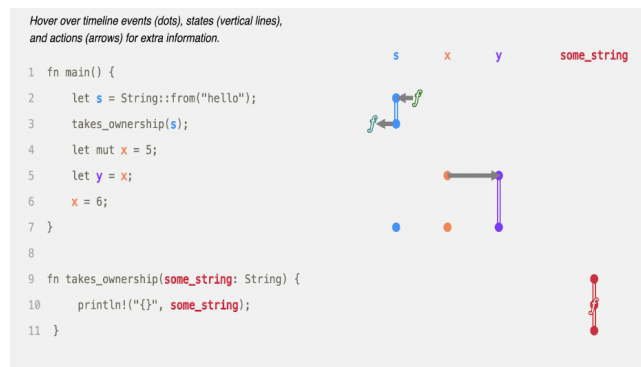 Hover over timeline events (dots), states (vertical lines),
and actions (arrows) for extra information.
s x y some_string
1 fn main() {
2 let s = String::from("hello"); f
3 takes_ownership(s); f
4 let mut x = 5;
5 let y = x;
6 x = 6;
7 }
8
9 fn takes_ownership(some_string: String) {
10 println!("{}", some_string); f
11 }